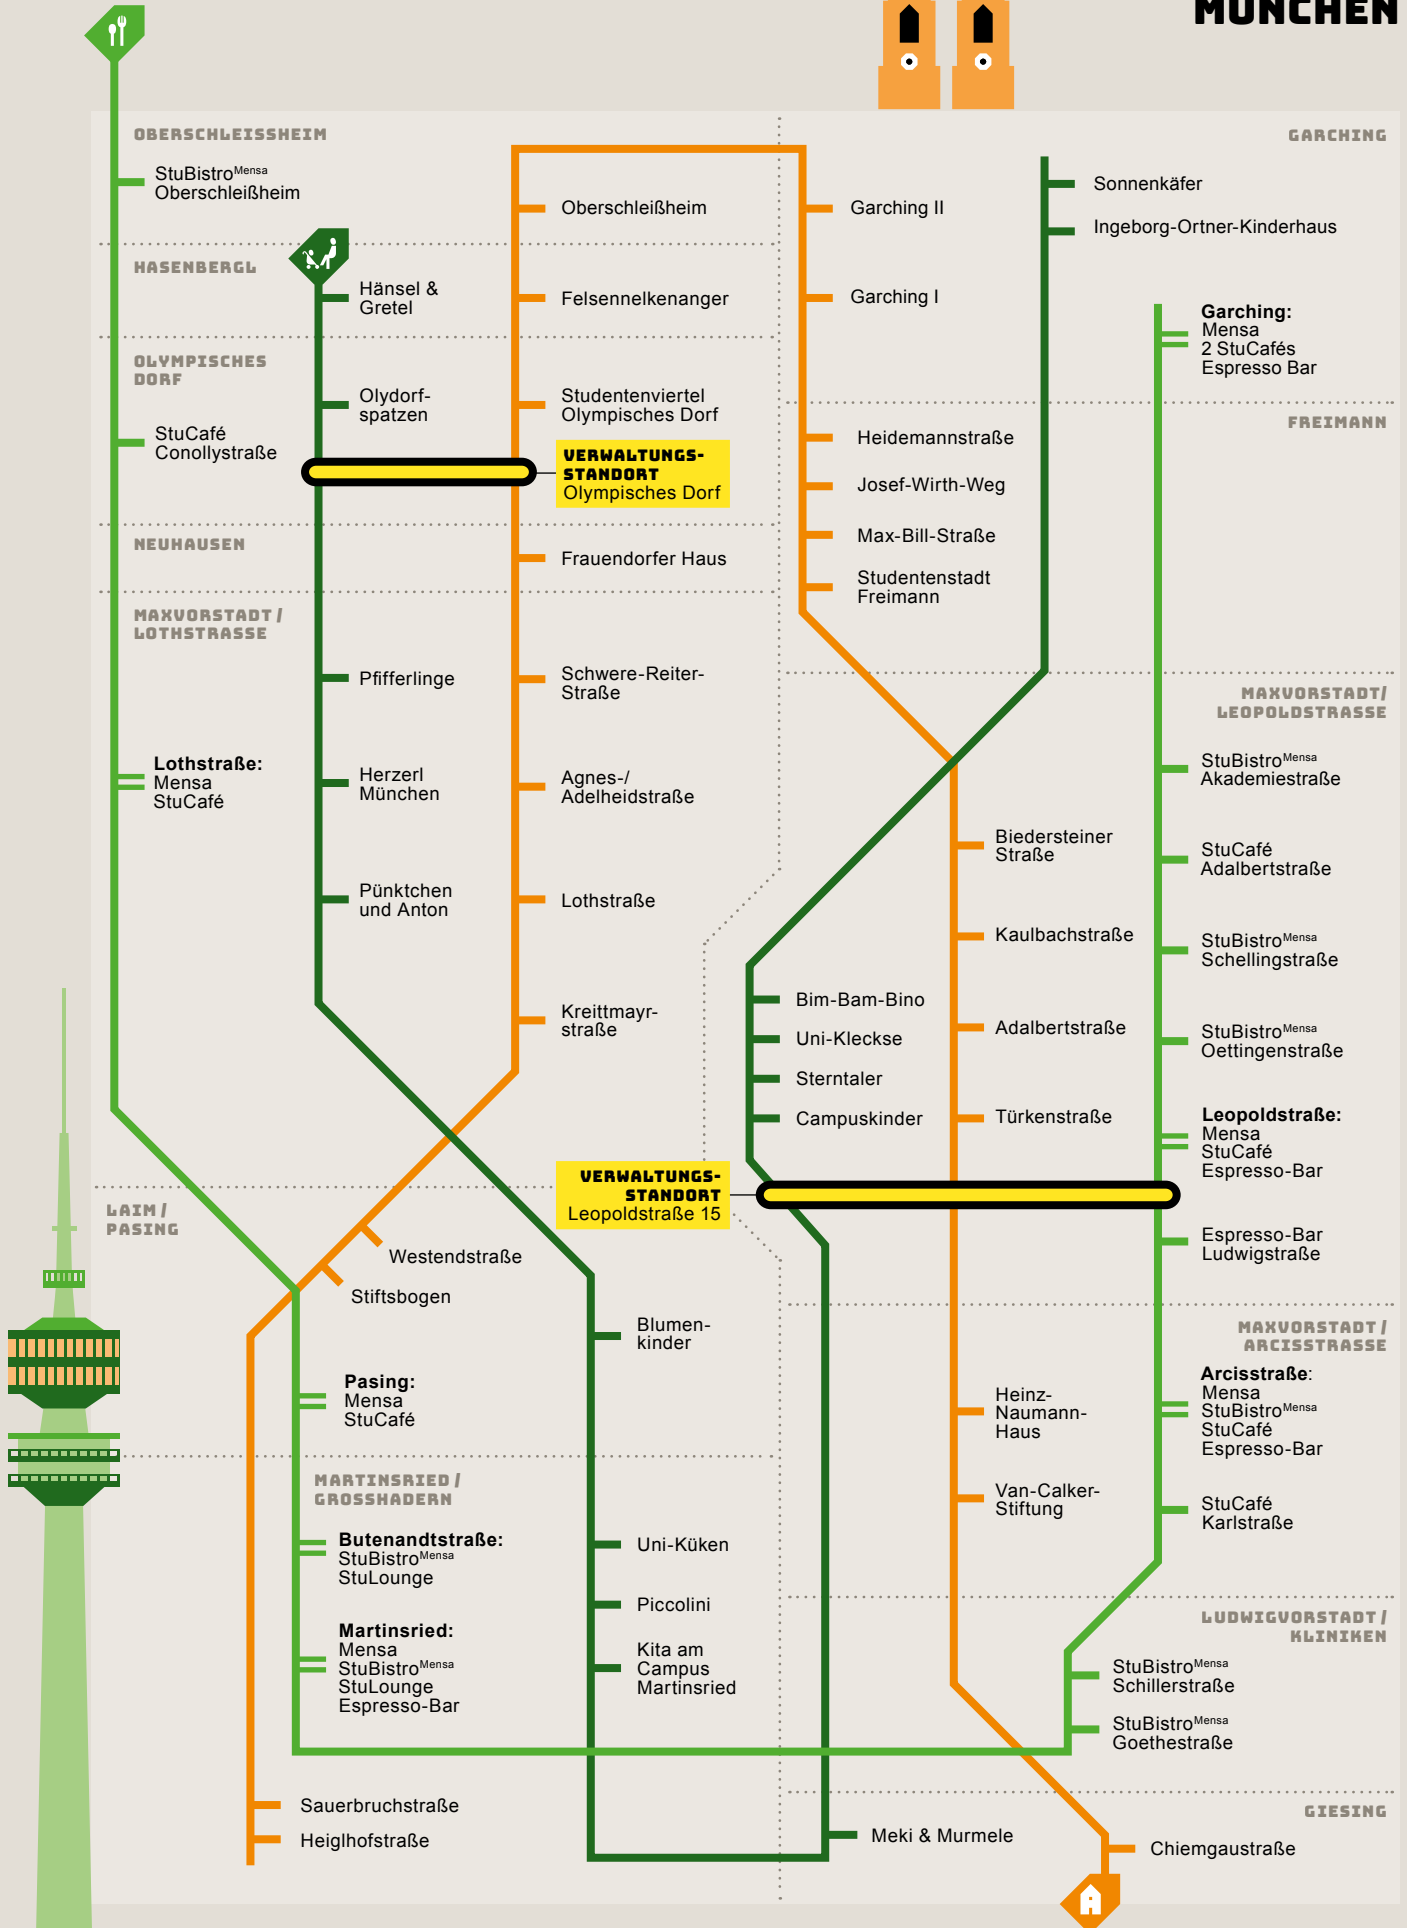 MÜNCHEN
OBERSCHLEISSHEIM
StuBistroMensa
Oberschleißheim
HASENBERGL
Hänsel &
Gretel
OLYMPISCHES
DORF
Olydorf-
spatzen
StuCafé
Conollystraße
Oberschleißheim
Felsennelkenanger
Studentenviertel
Olympisches Dorf
VERWALTUNGS-
STANDORT
Olympisches Dorf
NEUHAUSEN
Frauendorfer Haus
MAXVORSTADT /
LOTHSTRASSE
Pfifferlinge
Schwere-Reiter-
Straße
Lothstraße:
Mensa
StuCafé
Herzerl
München
Agnes-/
Adelheidstraße
Pünktchen
und Anton
Lothstraße
Kreittmayr-
straße
LAIM /
PASING
Westendstraße
Stiftsbogen
Blumen-
kinder
Pasing:
Mensa
StuCafé
MARTINSRIED /
GROSSHADERN
Butenandtstraße:
StuBistroMensa
StuLounge
Uni-Küken
Piccolini
Martinsried:
Mensa
StuBistroMensa
StuLounge
Espresso-Bar
Kita am
Campus
Martinsried
Sauerbruchstraße
Heiglhofstraße
GARCHING
Garching II
Garching I
Sonnenkäfer
Ingeborg-Ortner-Kinderhaus
Garching:
Mensa
2 StuCafés
Espresso Bar
FREIMANN
Heidemannstraße
Josef-Wirth-Weg
Max-Bill-Straße
Studentenstadt
Freimann
MAXVORSTADT/
LEOPOLDSTRASSE
StuBistroMensa
Akademiestraße
Biedersteiner
Straße
StuCafé
Adalbertstraße
Kaulbachstraße
StuBistroMensa
Schellingstraße
Bim-Bam-Bino
Uni-Kleckse
Sterntaler
Campuskinder
Adalbertstraße
StuBistroMensa
Oettingenstraße
Türkenstraße
Leopoldstraße:
Mensa
StuCafé
Espresso-Bar
VERWALTUNGS-
STANDORT
Leopoldstraße 15
Espresso-Bar
Ludwigstraße
MAXVORSTADT /
ARCISSTRASSE
Arcisstraße:
Mensa
StuBistroMensa
StuCafé
Espresso-Bar
Heinz-
Naumann-
Haus
Van-Calker-
Stiftung
StuCafé
Karlstraße
LUDWIGVORSTADT /
KLINIKEN
StuBistroMensa
Schillerstraße
StuBistroMensa
Goethestraße
GIESING
Meki & Murmele
Chiemgaustraße